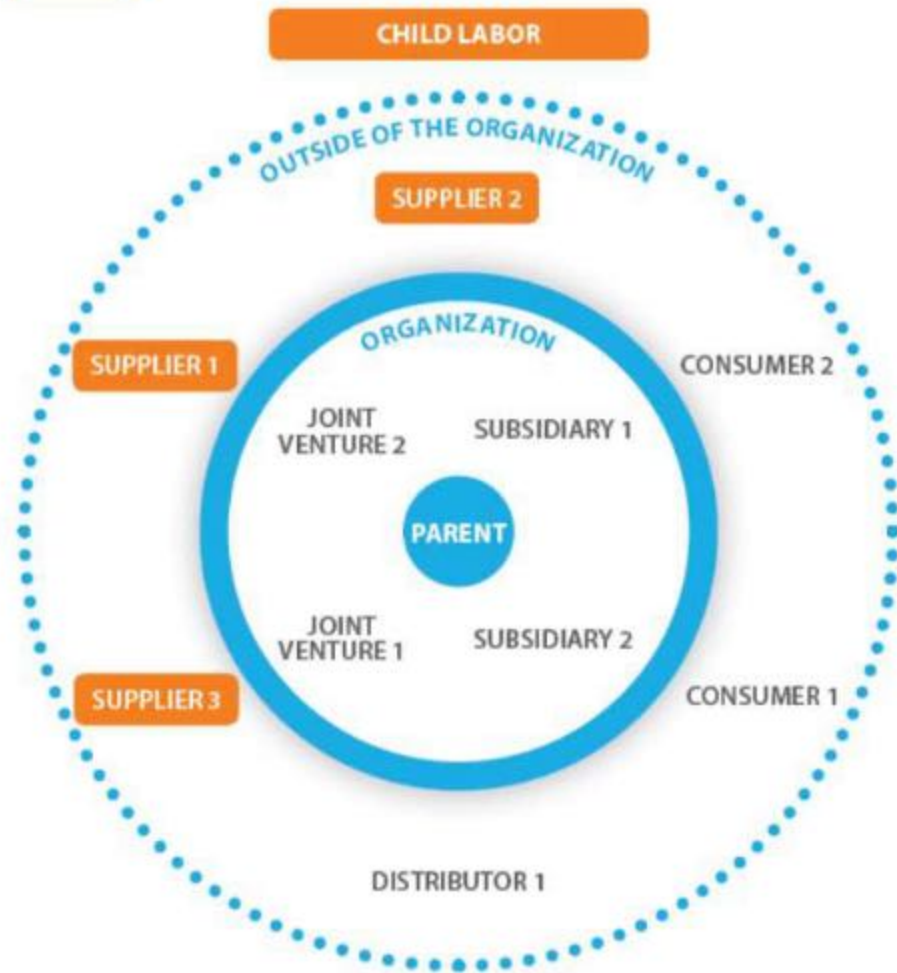 CHILD LABOR
OUTSIDE OF THE ORGANIZATION
SUPPLIER 2
ORGANIZATION
SUPPLIER 1
CONSUMER 2
JOINT
VENTURE 2
SUBSIDIARY 1
PARENT
JOINT
VENTURE 1
SUBSIDIARY 2
SUPPLIER 3
CONSUMER 1
DISTRIBUTOR 1